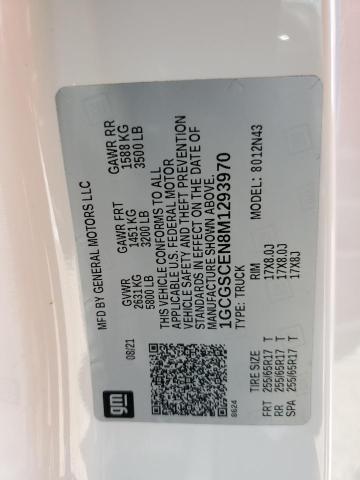 MFD BY GENERAL MOTORS LLC
08/21
GVWR GAWR FRT GAWR RR
2631 KG 1451 KG 1588 KG
5800 LB 3200 LB 3500 LB
THIS VEHICLE CONFORMS TO ALL
APPLICABLE U.S. FEDERAL MOTOR
VEHICLE SAFETY AND THEFT PREVENTION
STANDARDS IN EFFECT ON THE DATE OF
MANUFACTURE SHOWN ABOVE.
1GCGSCEN8M1293970
TYPE: TRUCK MODEL: 8012N43
gm
8624
TIRE SIZE RIM
FRT 255/65R17 T 17X8.0J
RR 255/65R17 T 17X8.0J
SPA 255/65R17 T 17X8J